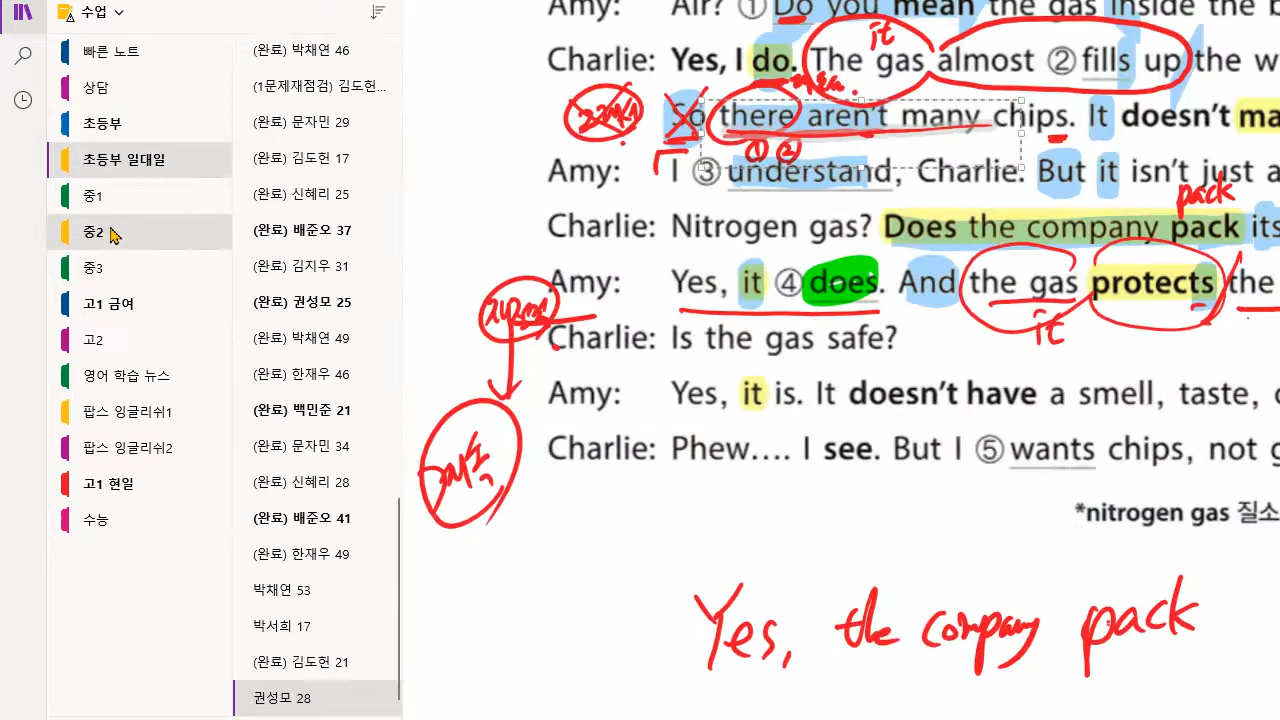 수업
빠른 노트
상담
초등부
초등부 일대일
중1
중2
중3
고1 금여
고2
영어 학습 뉴스
팝스 잉글리쉬1
팝스 잉글리쉬2
고1 현일
수능
(완료) 박채연 46
(1문제재점검) 김도헌...
(완료) 문자민 29
(완료) 김도헌 17
(완료) 신혜리 25
(완료) 배준오 37
(완료) 김지우 31
(완료) 권성모 25
(완료) 박채연 49
(완료) 한재우 46
(완료) 백민준 21
(완료) 문자민 34
(완료) 신혜리 28
(완료) 배준오 41
(완료) 한재우 49
박채연 53
박서희 17
(완료) 김도헌 21
권성모 28
Amy: Air? ① Do you mean the gas inside the b
it
Charlie: Yes, I do. The gas almost ② fills up the w
So there aren't many chips. It doesn't ma
① ②
Amy: I ③ understand, Charlie. But it isn't just a
pack
Charlie: Nitrogen gas? Does the company pack its
Amy: Yes, it ④ does. And the gas protects the
it
Charlie: Is the gas safe?
Amy: Yes, it is. It doesn't have a smell, taste,
Charlie: Phew.... I see. But I ⑤ wants chips, not g
*nitrogen gas 질소
Yes, the company pack